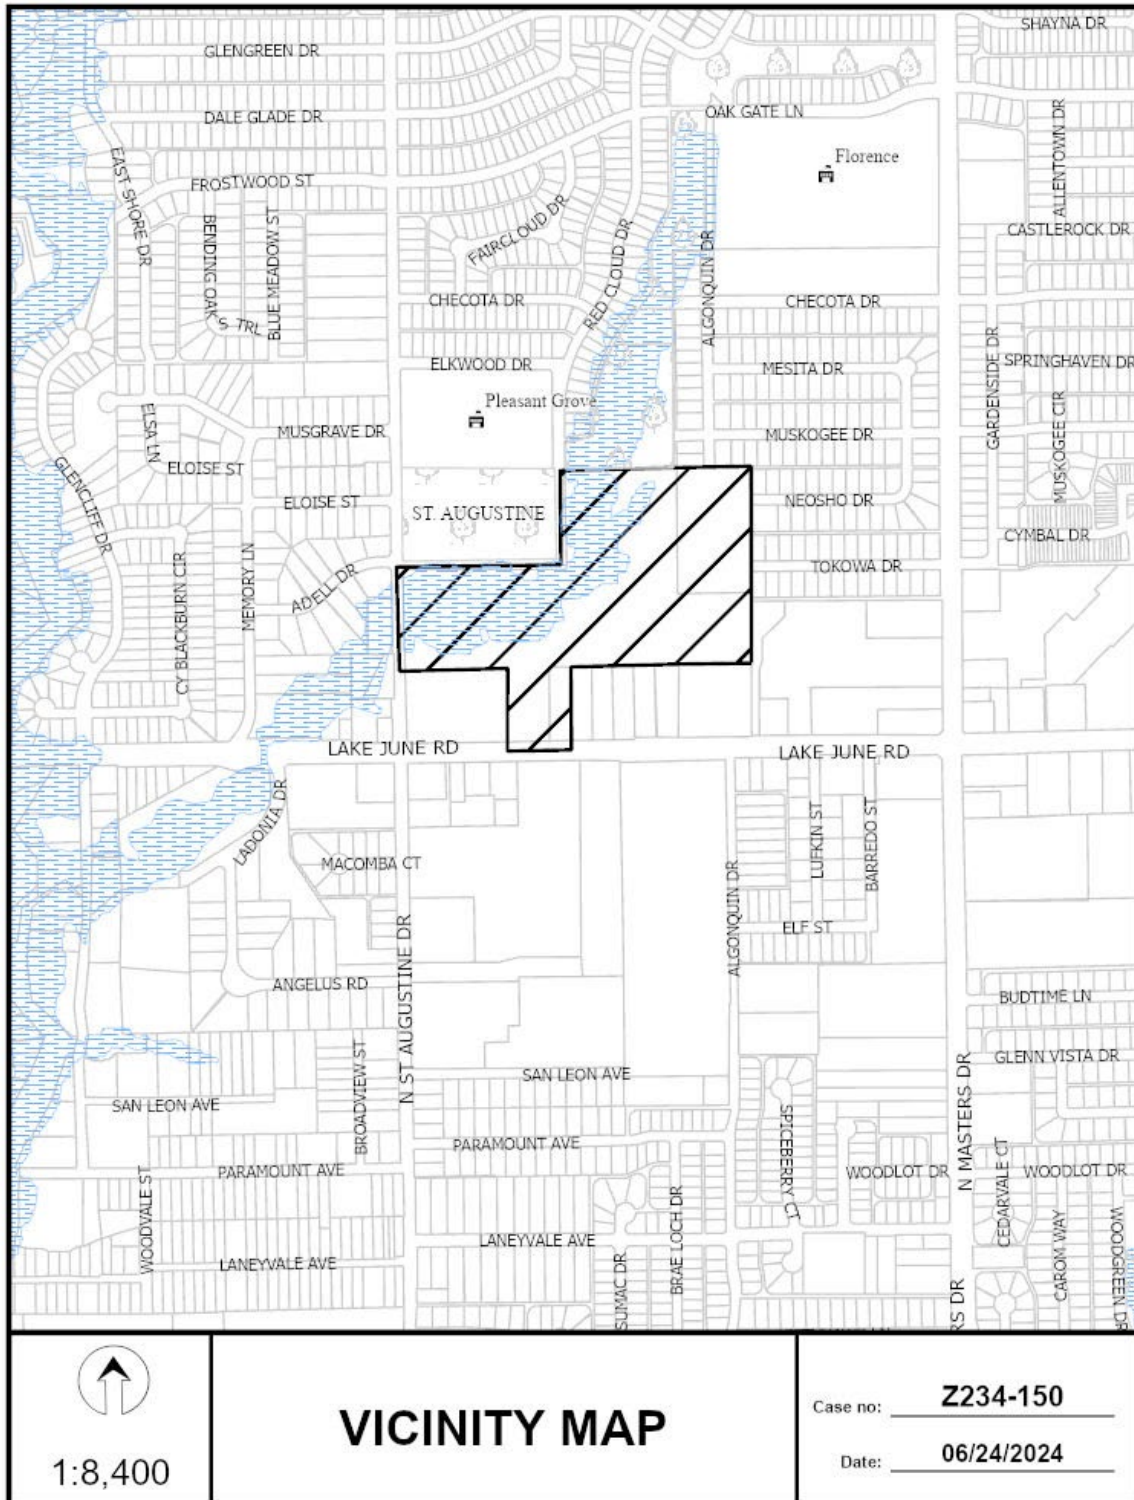 SHAYNA DR
GLENGREEN DR
OAK GATE LN
DALE GLADE DR
ALLENTOWN DR
Florence
EAST SHORE DR
FROSTWOOD ST
FAIRCLOUD DR
BENDING OAK'S TRL
BLUE MEADOW ST
RED CLOUD DR
ALGONQUIN DR
CASTLEROCK DR
CHECOTA DR
CHECOTA DR
GARDENSIDE DR
ELKWOOD DR
MESITA DR
SPRINGHAVEN DR
Pleasant Grove
ELSA LN
MUSGRAVE DR
MUSKOGEE DR
MUSKOGEE CIR
GLENCLIFF DR
ELOISE ST
ELOISE ST
ST. AUGUSTINE
NEOSHO DR
CYMBAL DR
CY BLACKBURN CIR
MEMORY LN
ADELL DR
TOKOWA DR
LAKE JUNE RD
LAKE JUNE RD
LADONIA DR
LUFKIN ST
BARREDO ST
MACOMBA CT
ALGONQUIN DR
ELF ST
N ST AUGUSTINE DR
ANGELUS RD
BUDTIME LN
BROADVIEW ST
SAN LEON AVE
GLENN VISTA DR
SAN LEON AVE
N MASTERS DR
SPICEBERRY CT
PARAMOUNT AVE
PARAMOUNT AVE
WOODLOT DR
WOODLOT DR
CEDARVALE CT
WOODVALE ST
LANEYVALE AVE
BRAE LOCH DR
LANEYVALE AVE
SUMAC DR
CAROM WAY
WOODGREEN DR
RS DR
1:8,400
VICINITY MAP
Case no: Z234-150
Date: 06/24/2024